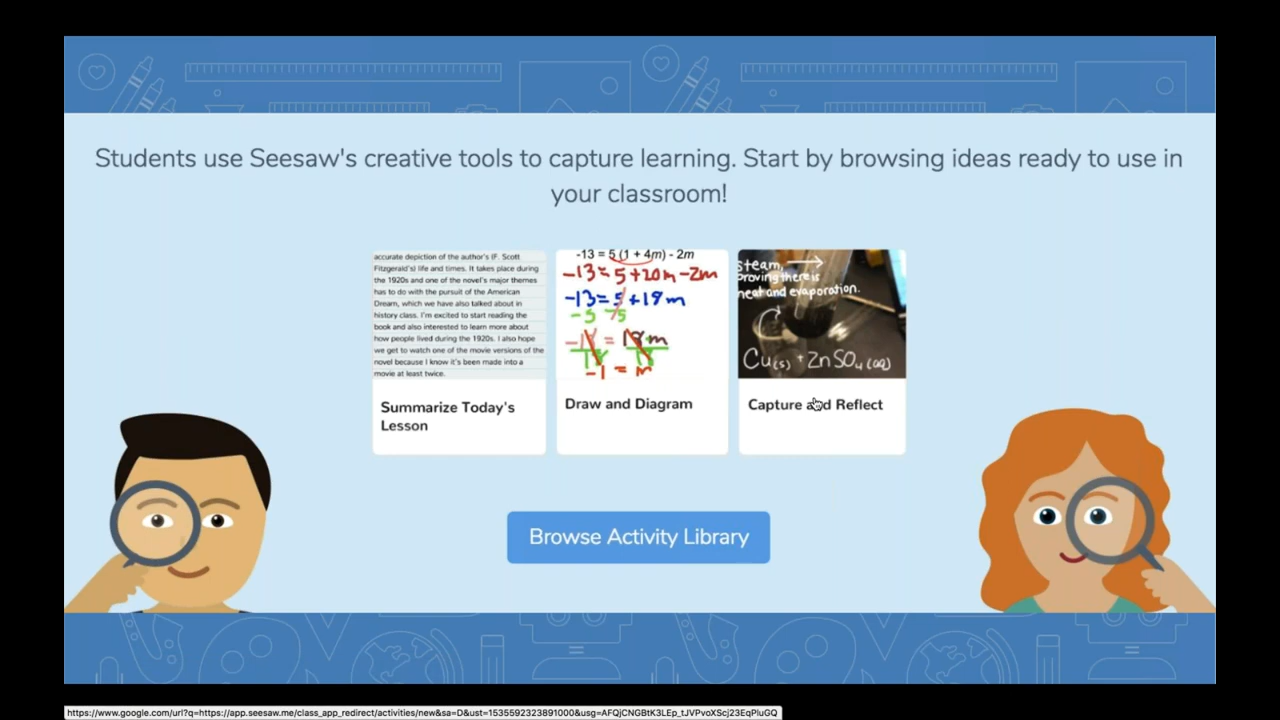 Students use Seesaw's creative tools to capture learning. Start by browsing ideas ready to use in
your classroom!
accurate depiction of the author's (F. Scott
Fitzgerald's) life and times. It takes place during
the 1920s and one of the novel's major themes
has to do with the pursuit of the American
Dream, which we have also talked about in
history class. I'm excited to start reading the
book and also interested to learn more about
how people lived during the 1920s. I also hope
we get to watch one of the movie versions of the
novel because I know it's been made into a
movie at least twice.
Summarize Today's
Lesson
-13 = 5 (1 + 4m) - 2m
-13 = 5 + 20m - 2m
-13 = 5 + 18m
-5 -5
-18 = 18m
18 18
-1 = m
Draw and Diagram
steam,
Proving there is
heat and evaporation.
Cu(s) + ZnSO4 (aq)
Capture and Reflect
Browse Activity Library
https://www.google.com/url?q=https://app.seesaw.me/class_app_redirect/activities/new&sa=D&ust=1535592323891000&usg=AFQjCNGBtK3LEp_tJVPvoXScj23EqPluGQ